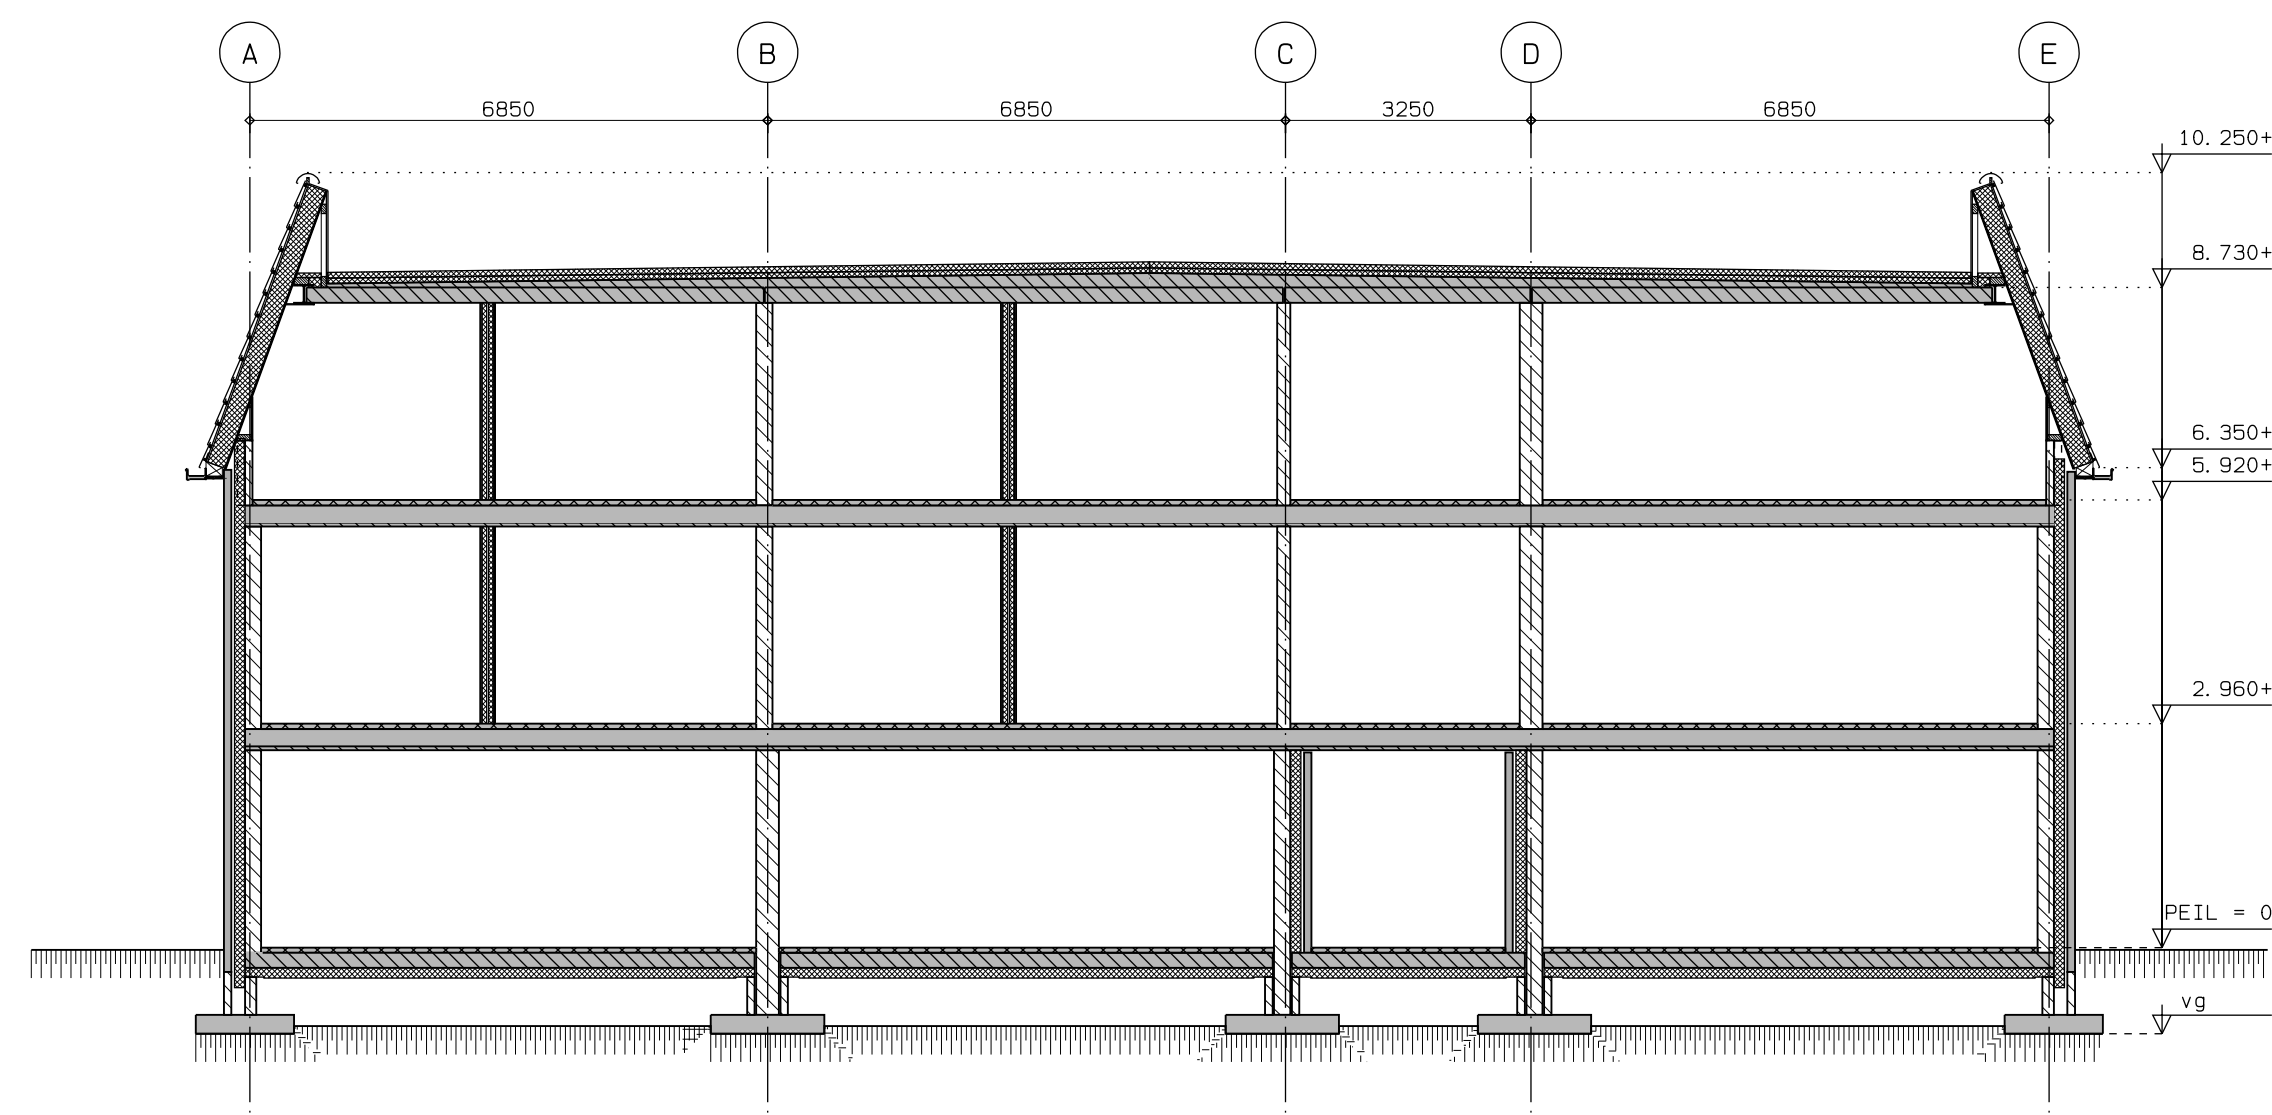 A B C D E
6850 6850 3250 6850
10. 250+
8. 730+
6. 350+
5. 920+
2. 960+
PEIL = 0
vg